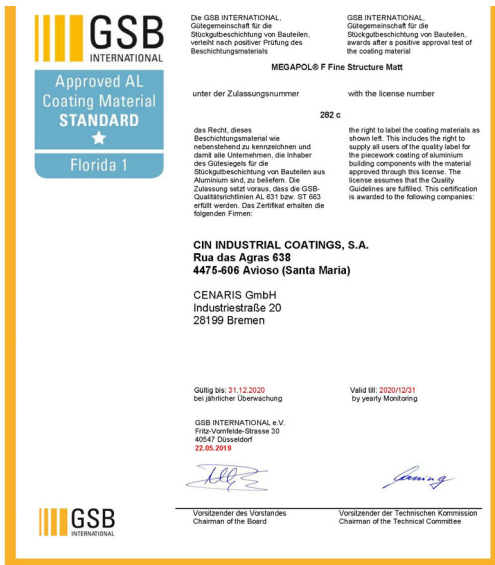 GSB
INTERNATIONAL
Approved AL
Coating Material
STANDARD
Florida 1
Die GSB INTERNATIONAL,
Gütegemeinschaft für die
Stückgutbeschichtung von Bauteilen,
verleiht nach positiver Prüfung des
Beschichtungsmaterials
GSB INTERNATIONAL,
Gütegemeinschaft für die
Stückgutbeschichtung von Bauteilen,
awards after a positive approval test of
the coating material
MEGAPOL® F Fine Structure Matt
unter der Zulassungsnummer
with the license number
282 c
das Recht, dieses
Beschichtungsmaterial wie
nebenstehend zu kennzeichnen und
damit alle Unternehmen, die Inhaber
des Gütesiegels für die
Stückgutbeschichtung von Bauteilen aus
Aluminium sind, zu beliefern. Die
Zulassung setzt voraus, dass die GSB-
Qualitätsrichtlinien AL 631 bzw. ST 663
erfüllt werden. Das Zertifikat erhalten die
folgenden Firmen:
the right to label the coating materials as
shown left. This includes the right to
supply all users of the quality label for
the piecework coating of aluminium
building components with the material
approved through this license. The
license assumes that the Quality
Guidelines are fulfilled. This certification
is awarded to the following companies:
CIN INDUSTRIAL COATINGS, S.A.
Rua das Agras 638
4475-606 Avioso (Santa Maria)
CENARIS GmbH
Industriestraße 20
28199 Bremen
Gültig bis: 31.12.2020
bei jährlicher Überwachung
Valid till: 2020/12/31
by yearly Monitoring
GSB INTERNATIONAL e.V.
Fritz-Vomfelde-Strasse 30
40547 Düsseldorf
22.05.2019
Vorsitzender des Vorstandes
Chairman of the Board
Vorsitzender der Technischen Kommission
Chairman of the Technical Committee
GSB
INTERNATIONAL